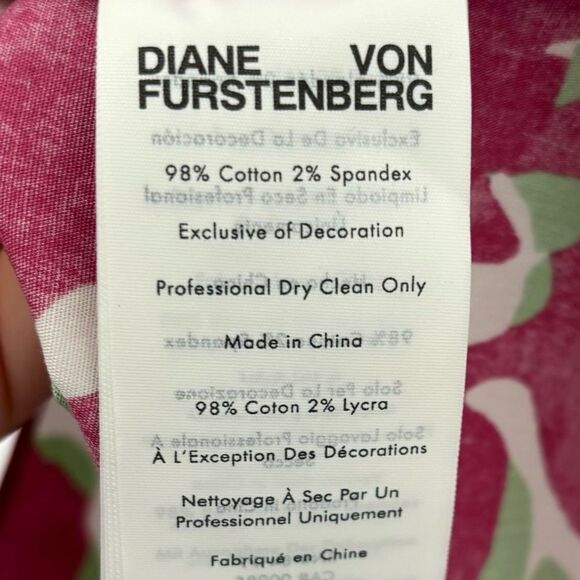 DIANE VON
FURSTENBERG
98% Cotton 2% Spandex
Exclusive of Decoration
Professional Dry Clean Only
Made in China
98% Coton 2% Lycra
À L'Exception Des Décorations
Nettoyage À Sec Par Un
Professionnel Uniquement
Fabriqué en Chine